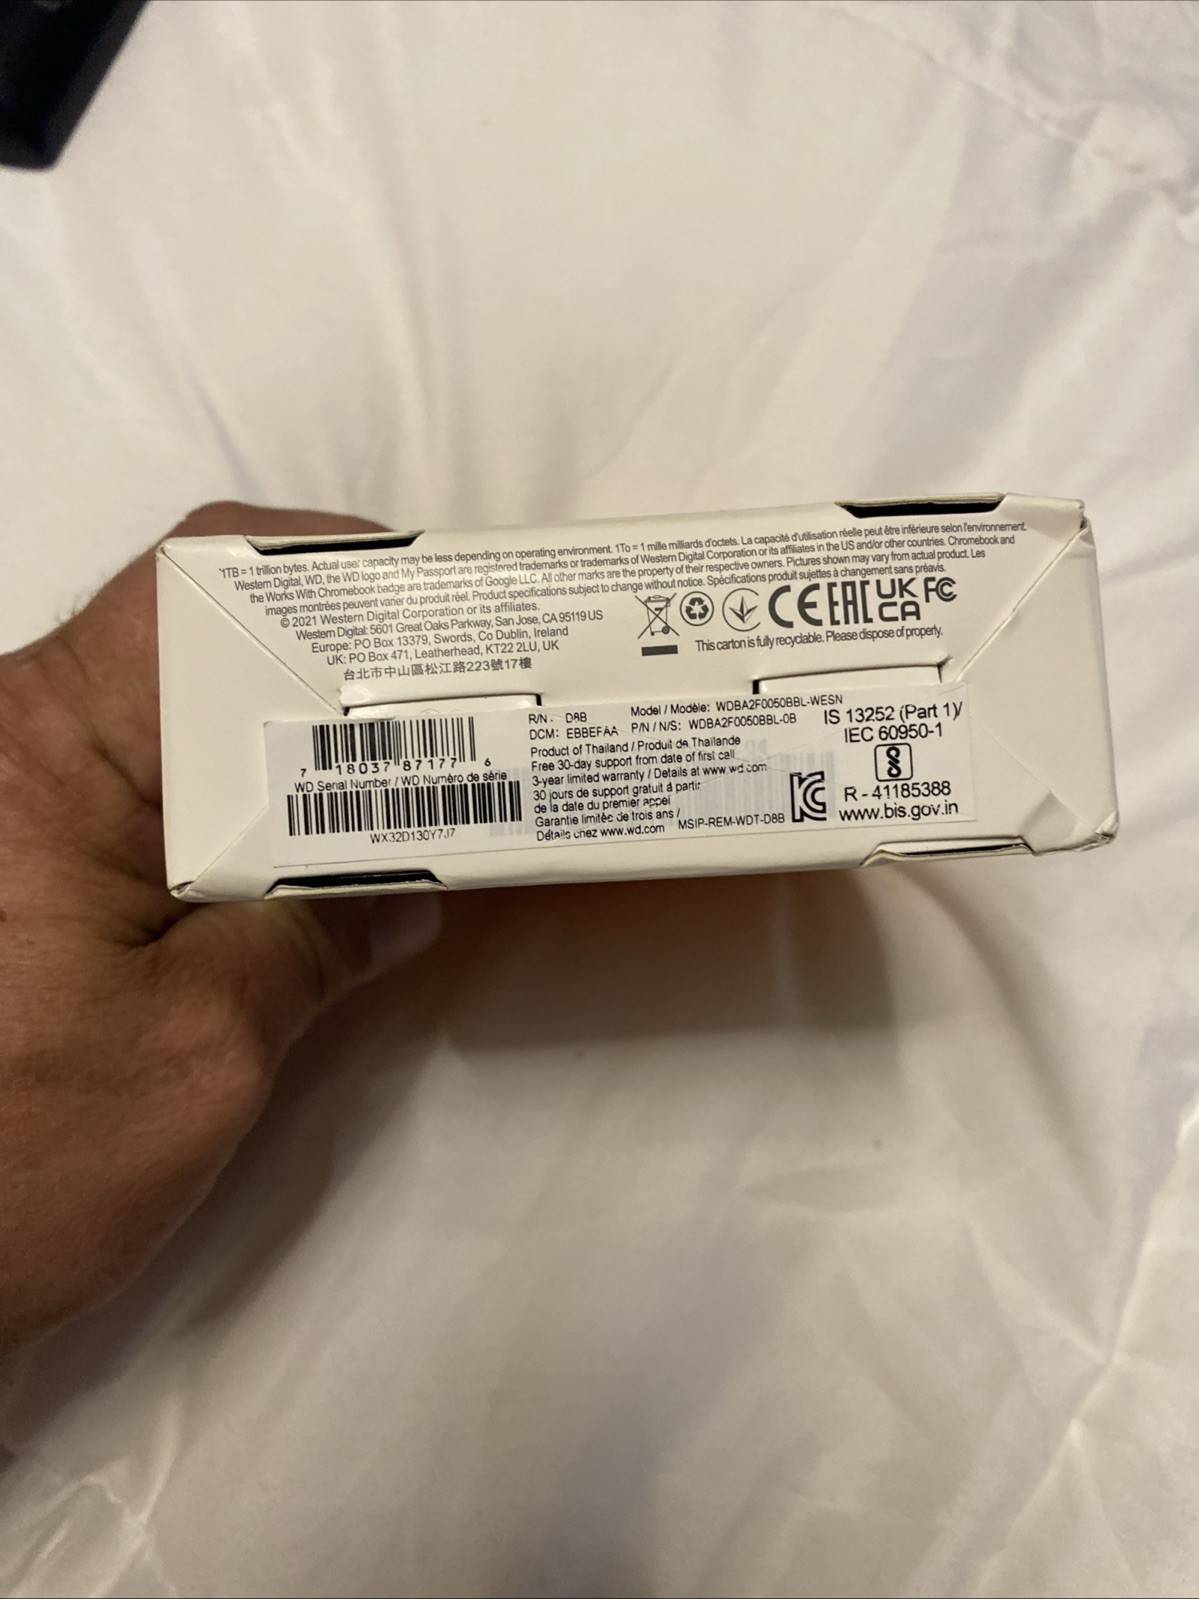 *1TB = 1 trillion bytes. Actual user capacity may be less depending on operating environment. 1To = 1 mille milliards d'octets. La capacité d'utilisation réelle peut être inférieure selon l'environnement.
Western Digital, WD, the WD logo and My Passport are registered trademarks or trademarks of Western Digital Corporation or its affiliates in the US and/or other countries. Chromebook and
the Works With Chromebook badge are trademarks of Google LLC. All other marks are the property of their respective owners. Pictures shown may vary from actual product. Les
images montrées peuvent varier du produit réel. Product specifications subject to change without notice. Spécifications produit sujettes à changement sans préavis.
© 2021 Western Digital Corporation or its affiliates.
Western Digital: 5601 Great Oaks Parkway, San Jose, CA 95119 US
Europe: PO Box 13379, Swords, Co Dublin, Ireland
UK: PO Box 471, Leatherhead, KT22 2LU, UK
台北市中山區松江路223號17樓
CE EAC UK CA FC
This carton is fully recyclable. Please dispose of properly.
7 18037 87177 6
WD Serial Number / WD Numéro de série
R/N: D8B
DCM: EBBEFAA
Model / Modèle: WDBA2F0050BBL-WESN
P/N / N/S: WDBA2F0050BBL-0B
Product of Thailand / Produit de Thaïlande
Free 30-day support from date of first call
3-year limited warranty / Details at www.wd.com
30 jours de support gratuit à partir
de la date du premier appel
Garantie limitée de trois ans /
Détails chez www.wd.com
MSIP-REM-WDT-D8B
IS 13252 (Part 1)/
IEC 60950-1
R - 41185388
www.bis.gov.in